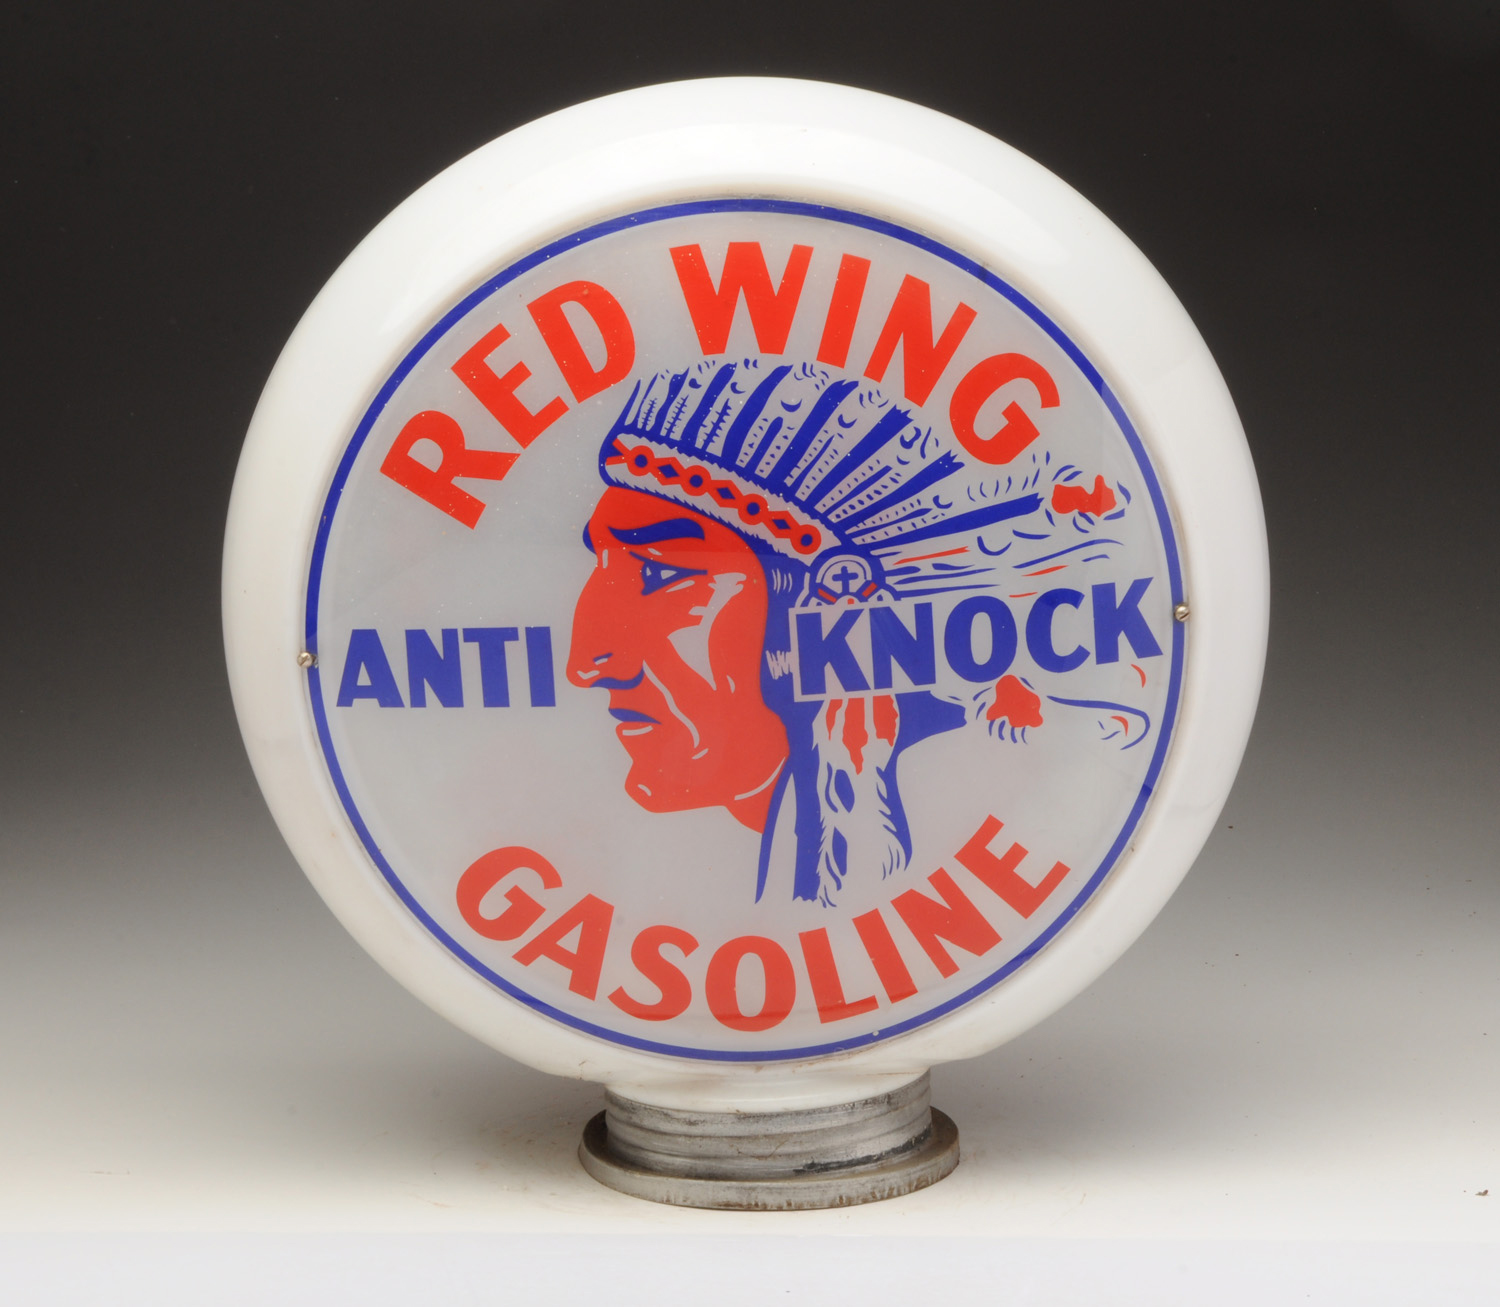 RED WING
ANTI KNOCK
GASOLINE